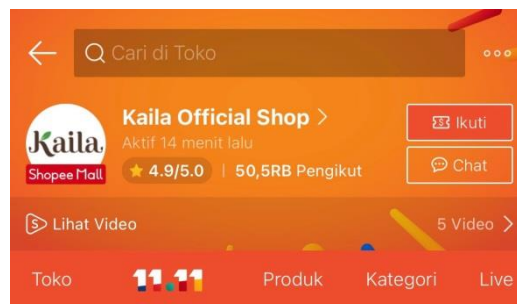 Cari di Toko
Kaila Official Shop >
Aktif 14 menit lalu
4.9/5.0 | 50,5RB Pengikut
Ikuti
Chat
Kaila
Shopee Mall
Lihat Video
5 Video >
Toko
11.11
Produk
Kategori
Live